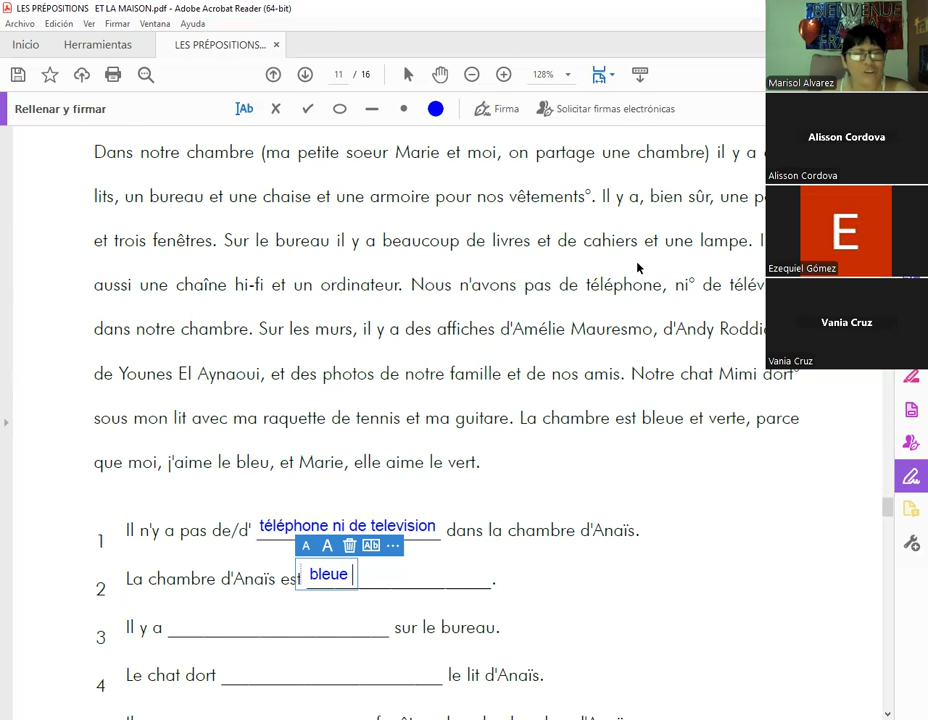 LES PRÉPOSITIONS ET LA MAISON.pdf - Adobe Acrobat Reader (64-bit)
Archivo Edición Ver Firmar Ventana Ayuda
Inicio Herramientas LES PRÉPOSITIONS... ×
11 / 16 128%
Rellenar y firmar Ab Firma Solicitar firmas electrónicas
BIENVENUE
FRA
Marisol Alvarez
Alisson Cordova
Alisson Cordova
E
Ezequiel Gómez
Vania Cruz
Vania Cruz
Dans notre chambre (ma petite soeur Marie et moi, on partage une chambre) il y a
lits, un bureau et une chaise et une armoire pour nos vêtements°. Il y a, bien sûr, une
et trois fenêtres. Sur le bureau il y a beaucoup de livres et de cahiers et une lampe.
aussi une chaîne hi-fi et un ordinateur. Nous n'avons pas de téléphone, ni° de télév
dans notre chambre. Sur les murs, il y a des affiches d'Amélie Mauresmo, d'Andy Roddi
de Younes El Aynaoui, et des photos de notre famille et de nos amis. Notre chat Mimi dort°
sous mon lit avec ma raquette de tennis et ma guitare. La chambre est bleue et verte, parce
que moi, j'aime le bleu, et Marie, elle aime le vert.
1 Il n'y a pas de/d' téléphone ni de television dans la chambre d'Anaïs.
A A Ab ...
2 La chambre d'Anaïs est bleue .
3 Il y a ______ sur le bureau.
4 Le chat dort ______ le lit d'Anaïs.